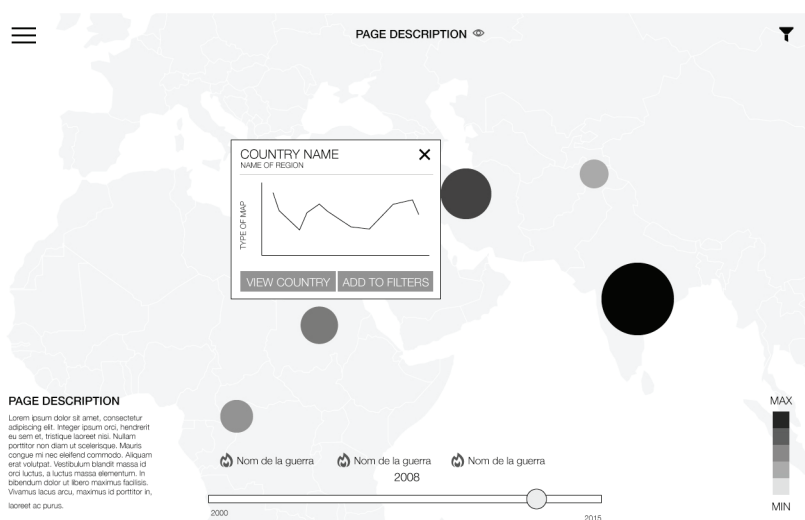 PAGE DESCRIPTION
COUNTRY NAME
NAME OF REGION
TYPE OF MAP
VIEW COUNTRY
ADD TO FILTERS
PAGE DESCRIPTION
Lorem ipsum dolor sit amet, consectetur
adipiscing elit. Integer ipsum orci, hendrerit
eu sem et, tristique laoreet nisi. Nullam
porttitor non diam ut scelerisque. Mauris
congue mi nec eleifend commodo. Aliquam
erat volutpat. Vestibulum blandit massa id
orci luctus, a luctus massa elementum. In
bibendum dolor ut libero maximus facilisis.
Vivamus lacus arcu, maximus id porttitor in,
laoreet ac purus.
Nom de la guerra
Nom de la guerra
Nom de la guerra
2008
2000
2015
MAX
MIN